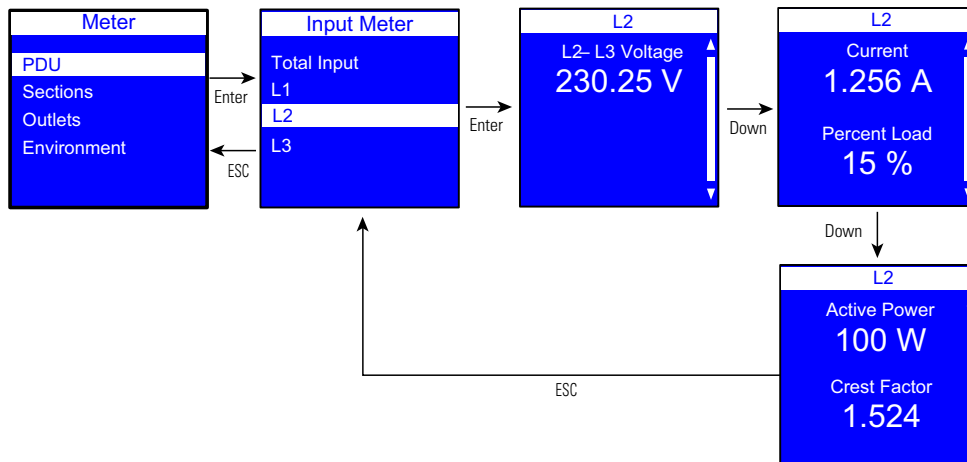 Meter
PDU
Sections
Outlets
Environment
Enter
ESC
Input Meter
Total Input
L1
L2
L3
Enter
L2
L2– L3 Voltage
230.25 V
Down
L2
Current
1.256 A
Percent Load
15 %
Down
L2
Active Power
100 W
Crest Factor
1.524
ESC